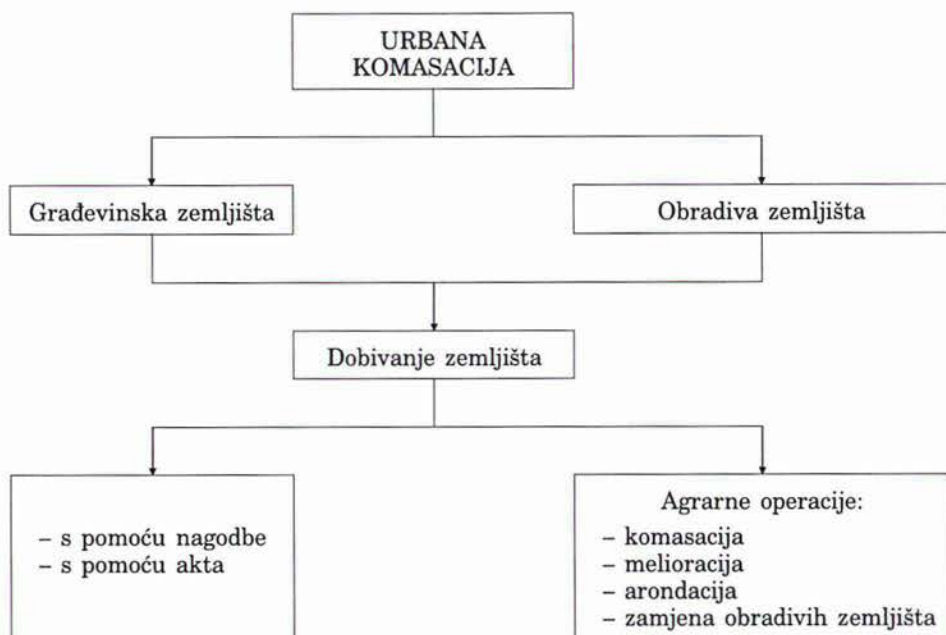 URBANA
KOMASACIJA
Građevinska zemljišta
Obradiva zemljišta
Dobivanje zemljišta
– s pomoću nagodbe
– s pomoću akta
Agrarne operacije:
– komasacija
– melioracija
– arondacija
– zamjena obradivih zemljišta